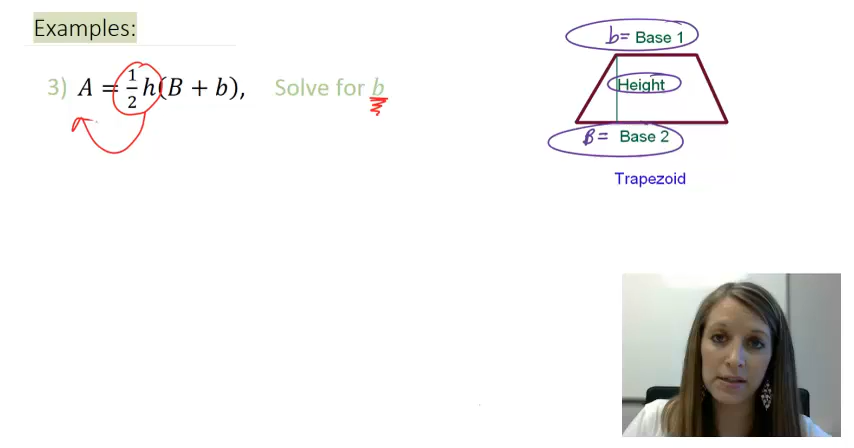 Examples:
3) A = 1/2 h(B + b), Solve for b
b= Base 1
Height
B= Base 2
Trapezoid